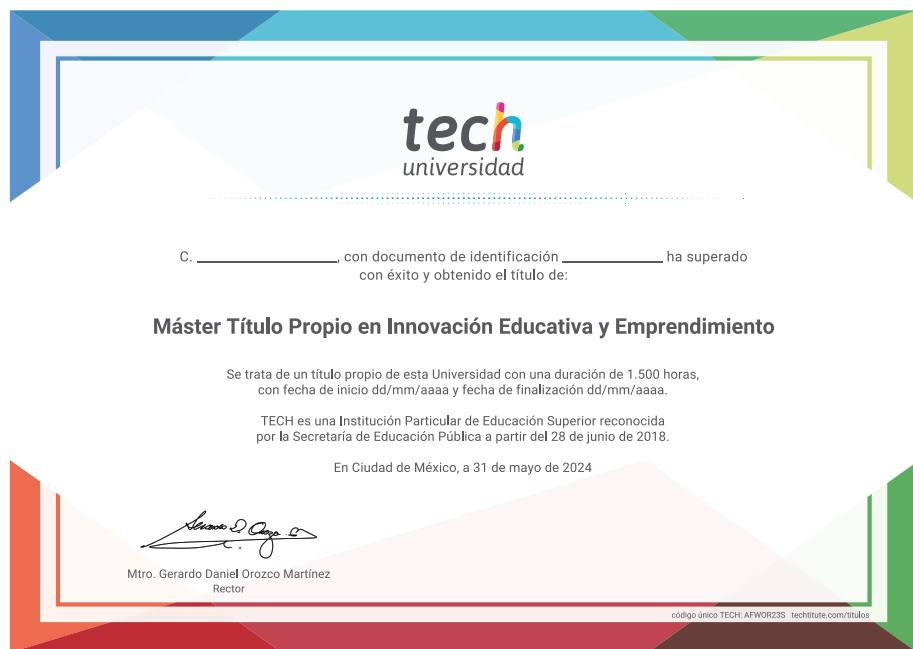 tech
universidad
C. ____________________, con documento de identificación ______________ ha superado
con éxito y obtenido el título de:
Máster Título Propio en Innovación Educativa y Emprendimiento
Se trata de un título propio de esta Universidad con una duración de 1.500 horas,
con fecha de inicio dd/mm/aaaa y fecha de finalización dd/mm/aaaa.
TECH es una Institución Particular de Educación Superior reconocida
por la Secretaría de Educación Pública a partir del 28 de junio de 2018.
En Ciudad de México, a 31 de mayo de 2024
Mtro. Gerardo Daniel Orozco Martínez
Rector
código único TECH: AFWOR23S techtitute.com/titulos